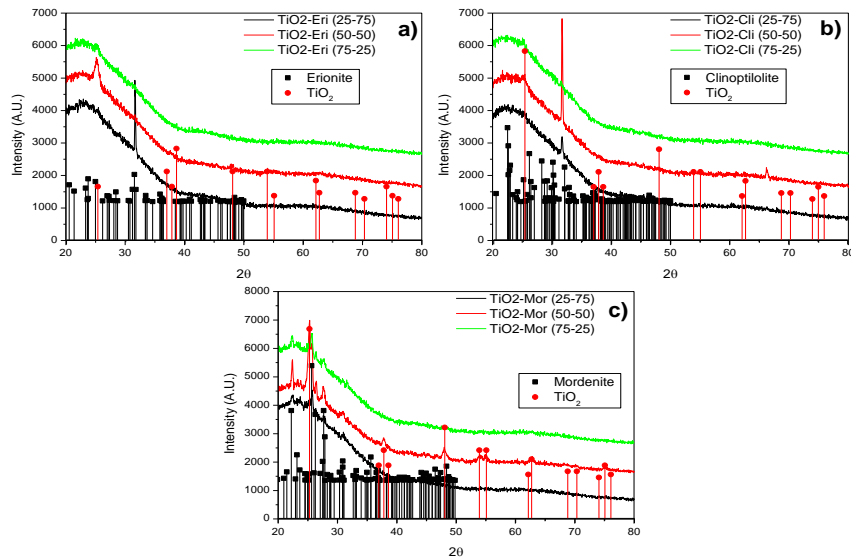 TiO2-Eri (25-75)
TiO2-Eri (50-50)
TiO2-Eri (75-25)
a)
Erionite
TiO₂
7000
6000
5000
4000
3000
2000
1000
0
Intensity (A.U.)
20 30 40 50 60 70 80
2θ
TiO2-Cli (25-75)
TiO2-Cli (50-50)
TiO2-Cli (75-25)
b)
Clinoptilolite
TiO₂
7000
6000
5000
4000
3000
2000
1000
0
Intensity (A.U.)
20 30 40 50 60 70 80
2θ
TiO2-Mor (25-75)
TiO2-Mor (50-50)
TiO2-Mor (75-25)
c)
Mordenite
TiO₂
8000
7000
6000
5000
4000
3000
2000
1000
0
Intensity (A.U.)
20 30 40 50 60 70 80
2θ